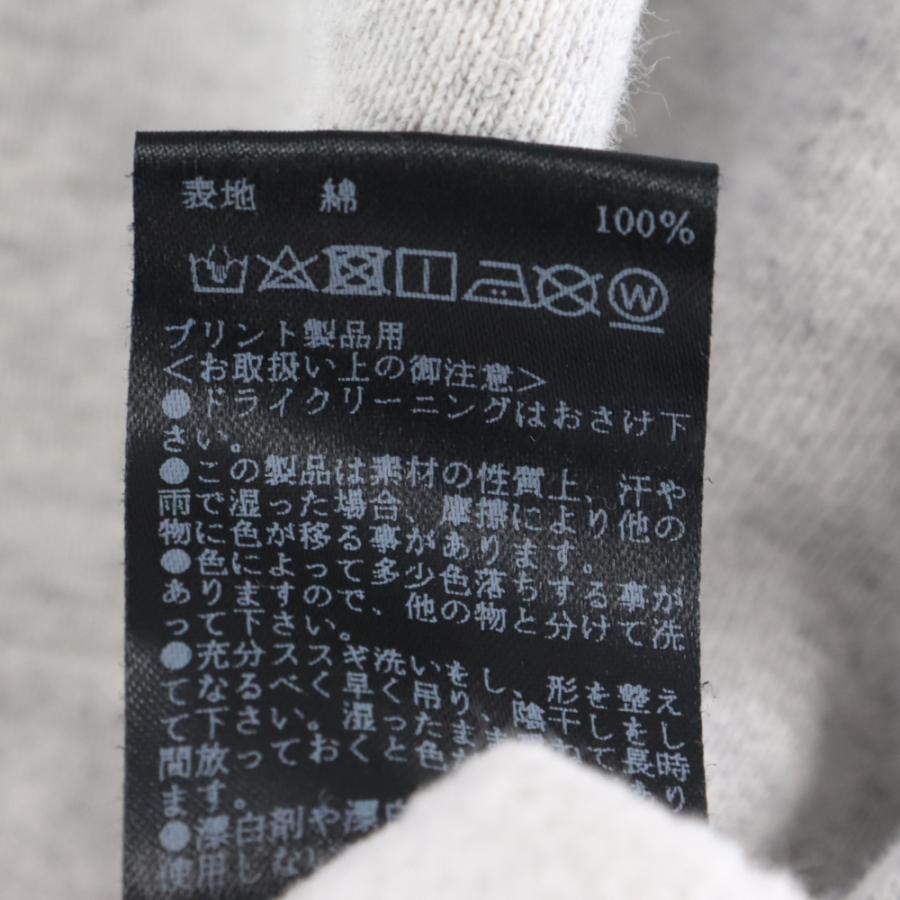 表地 綿 100%
W
プリント製品用
<お取扱い上の御注意>
●ドライクリーニングはおさけ下
さい。
●この製品は素材の性質上、汗や
雨で湿った場合、摩擦により他の
物に色が移る事があります。
●色によって多少色落ちする事が
ありますので、他の物と分けて洗
って下さい。
●充分ススギ洗いをし、形を整え
てなるべく早く吊り、陰干をし
て下さい。湿った
間放っておくと色
ます。
●漂白剤や漂白
使用し